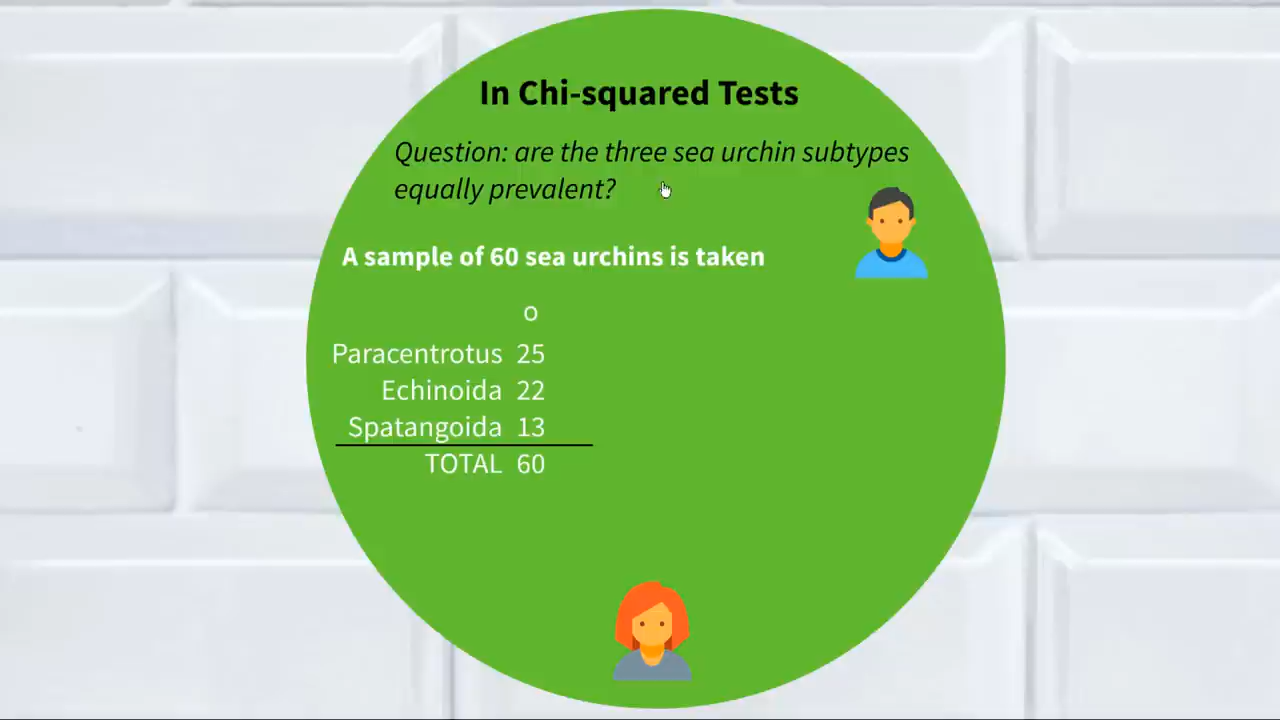 In Chi-squared Tests
Question: are the three sea urchin subtypes
equally prevalent?
A sample of 60 sea urchins is taken
O
Paracentrotus 25
Echinoida 22
Spatangoida 13
TOTAL 60